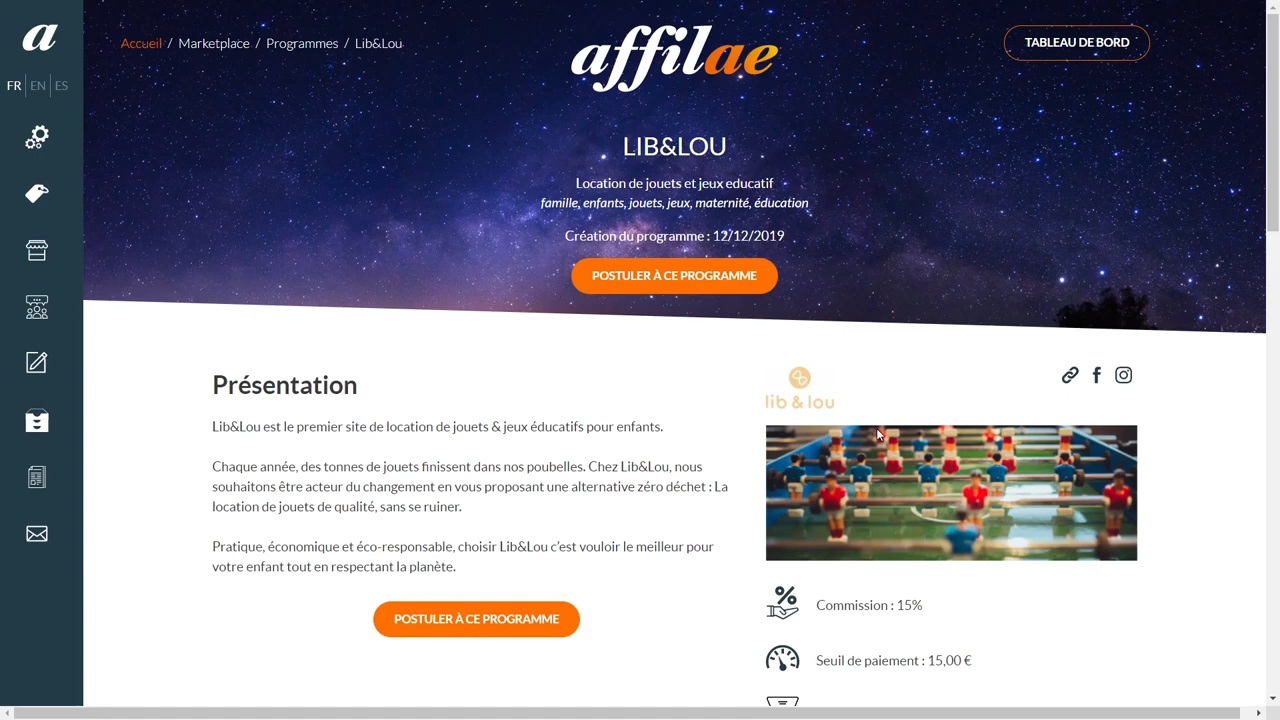 a
FR EN ES
Accueil / Marketplace / Programmes / Lib&Lou
affilae
TABLEAU DE BORD
LIB&LOU
Location de jouets et jeux educatif
famille, enfants, jouets, jeux, maternité, éducation
Création du programme : 12/12/2019
POSTULER À CE PROGRAMME
Présentation
Lib&Lou est le premier site de location de jouets & jeux éducatifs pour enfants.
Chaque année, des tonnes de jouets finissent dans nos poubelles. Chez Lib&Lou, nous
souhaitons être acteur du changement en vous proposant une alternative zéro déchet : La
location de jouets de qualité, sans se ruiner.
Pratique, économique et éco-responsable, choisir Lib&Lou c’est vouloir le meilleur pour
votre enfant tout en respectant la planète.
POSTULER À CE PROGRAMME
lib & lou
Commission : 15%
Seuil de paiement : 15,00 €